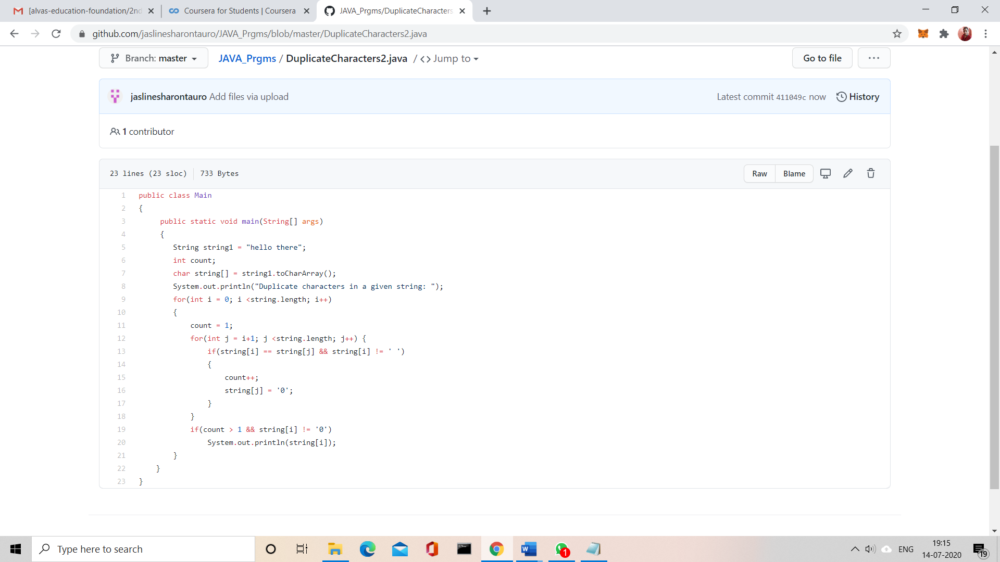 [alvas-education-foundation/2nd
Coursera for Students | Coursera
JAVA_Prgms/DuplicateCharacters
github.com/jaslinesharontauro/JAVA_Prgms/blob/master/DuplicateCharacters2.java
Branch: master
JAVA_Prgms / DuplicateCharacters2.java / <> Jump to
Go to file
...
jaslinesharontauro Add files via upload
Latest commit 411049c now
History
1 contributor
23 lines (23 sloc) 733 Bytes
Raw
Blame
1 public class Main
2 {
3 public static void main(String[] args)
4 {
5 String string1 = "hello there";
6 int count;
7 char string[] = string1.toCharArray();
8 System.out.println("Duplicate characters in a given string: ");
9 for(int i = 0; i <string.length; i++)
10 {
11 count = 1;
12 for(int j = i+1; j <string.length; j++) {
13 if(string[i] == string[j] && string[i] != ' ')
14 {
15 count++;
16 string[j] = '0';
17 }
18 }
19 if(count > 1 && string[i] != '0')
20 System.out.println(string[i]);
21 }
22 }
23 }
Type here to search
W
1
ENG
19:15
14-07-2020
19